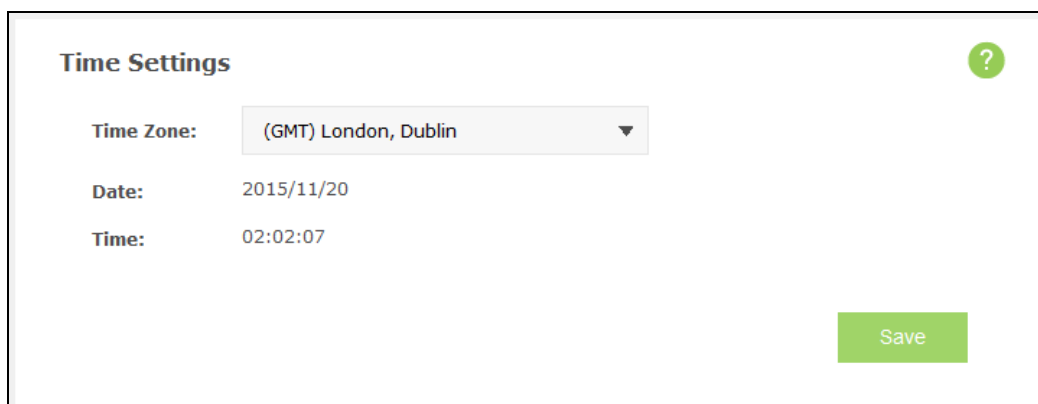 Time Settings
?
Time Zone: (GMT) London, Dublin
Date: 2015/11/20
Time: 02:02:07
Save